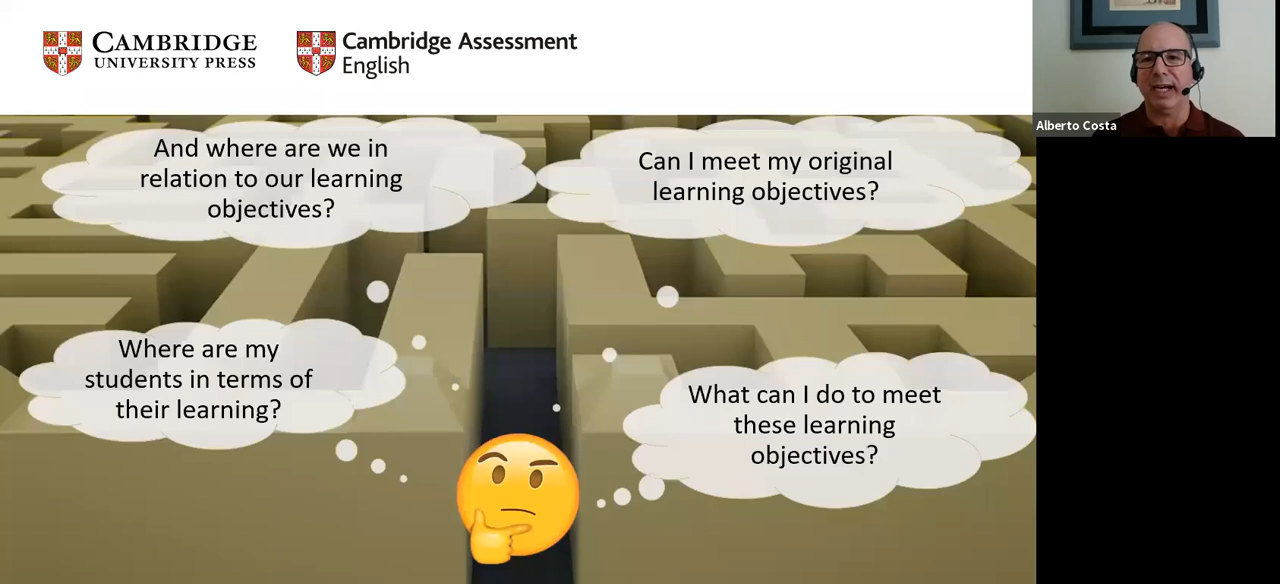 CAMBRIDGE
UNIVERSITY PRESS
Cambridge Assessment
English
Alberto Costa
And where are we in
relation to our learning
objectives?
Can I meet my original
learning objectives?
Where are my
students in terms of
their learning?
What can I do to meet
these learning
objectives?